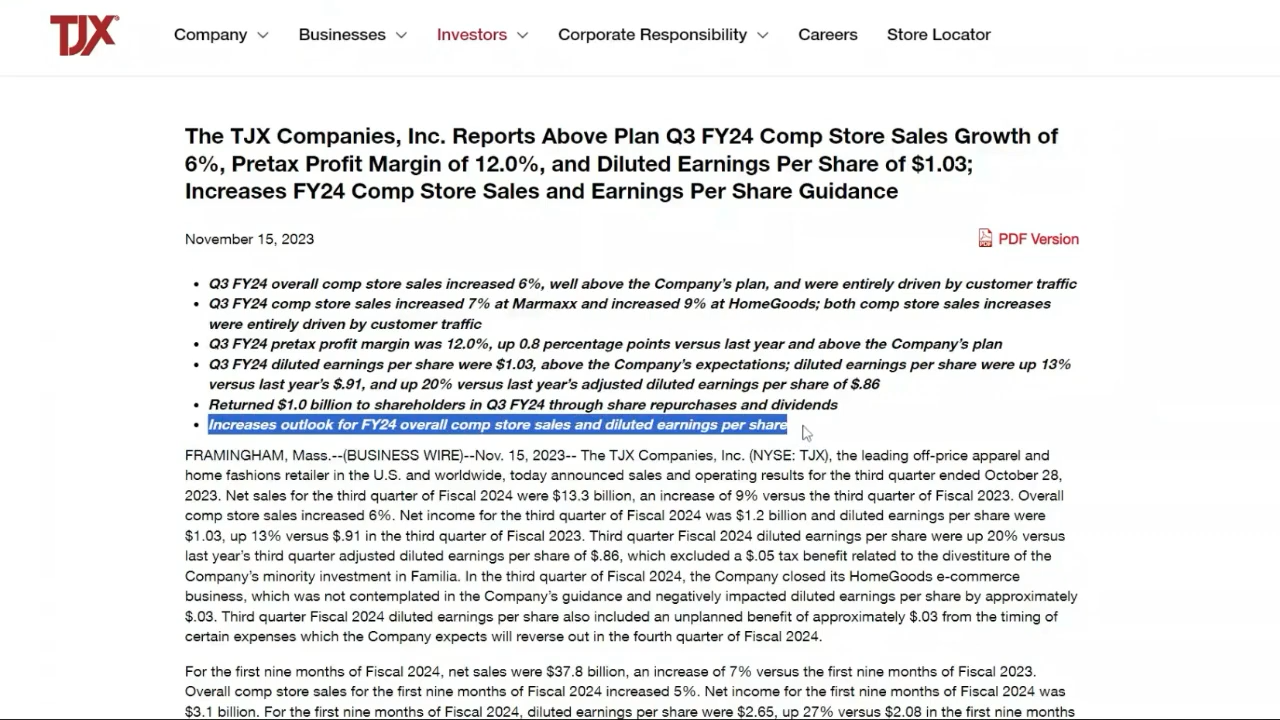 TJX
Company Businesses Investors Corporate Responsibility Careers Store Locator
The TJX Companies, Inc. Reports Above Plan Q3 FY24 Comp Store Sales Growth of
6%, Pretax Profit Margin of 12.0%, and Diluted Earnings Per Share of $1.03;
Increases FY24 Comp Store Sales and Earnings Per Share Guidance
November 15, 2023
PDF Version
• Q3 FY24 overall comp store sales increased 6%, well above the Company's plan, and were entirely driven by customer traffic
• Q3 FY24 comp store sales increased 7% at Marmaxx and increased 9% at HomeGoods; both comp store sales increases
were entirely driven by customer traffic
• Q3 FY24 pretax profit margin was 12.0%, up 0.8 percentage points versus last year and above the Company's plan
• Q3 FY24 diluted earnings per share were $1.03, above the Company's expectations; diluted earnings per share were up 13%
versus last year's $.91, and up 20% versus last year's adjusted diluted earnings per share of $.86
• Returned $1.0 billion to shareholders in Q3 FY24 through share repurchases and dividends
• Increases outlook for FY24 overall comp store sales and diluted earnings per share
FRAMINGHAM, Mass.--(BUSINESS WIRE)--Nov. 15, 2023-- The TJX Companies, Inc. (NYSE: TJX), the leading off-price apparel and
home fashions retailer in the U.S. and worldwide, today announced sales and operating results for the third quarter ended October 28,
2023. Net sales for the third quarter of Fiscal 2024 were $13.3 billion, an increase of 9% versus the third quarter of Fiscal 2023. Overall
comp store sales increased 6%. Net income for the third quarter of Fiscal 2024 was $1.2 billion and diluted earnings per share were
$1.03, up 13% versus $.91 in the third quarter of Fiscal 2023. Third quarter Fiscal 2024 diluted earnings per share were up 20% versus
last year's third quarter adjusted diluted earnings per share of $.86, which excluded a $.05 tax benefit related to the divestiture of the
Company's minority investment in Familia. In the third quarter of Fiscal 2024, the Company closed its HomeGoods e-commerce
business, which was not contemplated in the Company's guidance and negatively impacted diluted earnings per share by approximately
$.03. Third quarter Fiscal 2024 diluted earnings per share also included an unplanned benefit of approximately $.03 from the timing of
certain expenses which the Company expects will reverse out in the fourth quarter of Fiscal 2024.
For the first nine months of Fiscal 2024, net sales were $37.8 billion, an increase of 7% versus the first nine months of Fiscal 2023.
Overall comp store sales for the first nine months of Fiscal 2024 increased 5%. Net income for the first nine months of Fiscal 2024 was
$3.1 billion. For the first nine months of Fiscal 2024, diluted earnings per share were $2.65, up 27% versus $2.08 in the first nine months